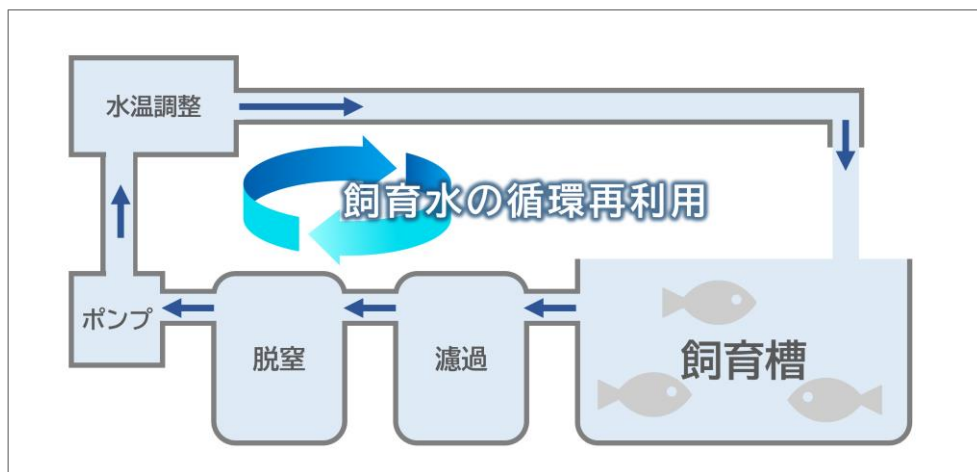 水温調整
飼育水の循環再利用
ポンプ
脱窒
濾過
飼育槽